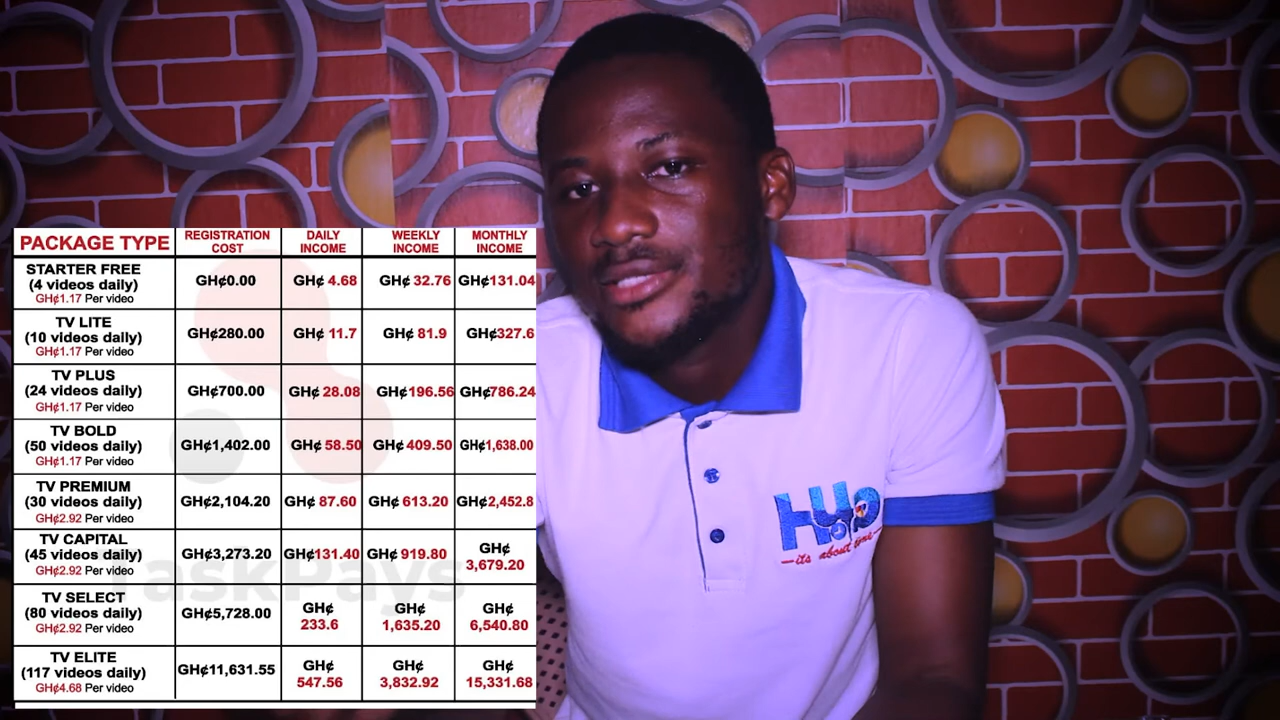 PACKAGE TYPE REGISTRATION COST DAILY INCOME WEEKLY INCOME MONTHLY INCOME
STARTER FREE (4 videos daily) GH¢1.17 Per video GH¢0.00 GH¢ 4.68 GH¢ 32.76 GH¢131.04
TV LITE (10 videos daily) GH¢1.17 Per video GH¢280.00 GH¢ 11.7 GH¢ 81.9 GH¢327.6
TV PLUS (24 videos daily) GH¢1.17 Per video GH¢700.00 GH¢ 28.08 GH¢196.56 GH¢786.24
TV BOLD (50 videos daily) GH¢1.17 Per video GH¢1,402.00 GH¢ 58.50 GH¢ 409.50 GH¢1,638.00
TV PREMIUM (30 videos daily) GH¢2.92 Per video GH¢2,104.20 GH¢ 87.60 GH¢ 613.20 GH¢2,452.8
TV CAPITAL (45 videos daily) GH¢2.92 Per video GH¢3,273.20 GH¢131.40 GH¢ 919.80 GH¢ 3,679.20
TV SELECT (80 videos daily) GH¢2.92 Per video GH¢5,728.00 GH¢ 233.6 GH¢ 1,635.20 GH¢ 6,540.80
TV ELITE (117 videos daily) GH¢4.68 Per video GH¢11,631.55 GH¢ 547.56 GH¢ 3,832.92 GH¢ 15,331.68
askPays
HyP
its about time